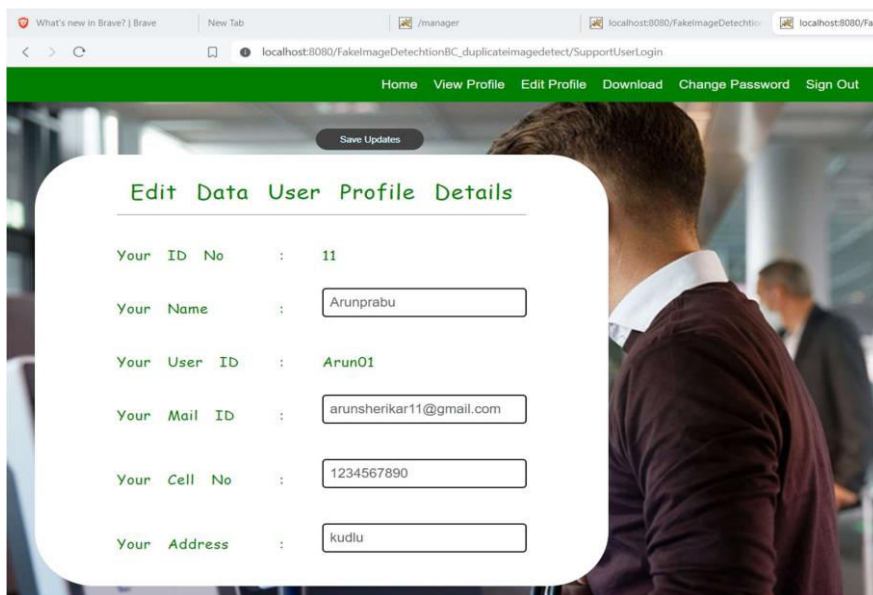 What's new in Brave? | Brave New Tab /manager localhost:8080/FakeImageDetechtio localhost:8080/Fa
localhost:8080/FakeImageDetechtionBC_duplicateimagedetect/SupportUserLogin
Home View Profile Edit Profile Download Change Password Sign Out
Save Updates
Edit Data User Profile Details
Your ID No : 11
Your Name : Arunprabu
Your User ID : Arun01
Your Mail ID : arunsherikar11@gmail.com
Your Cell No : 1234567890
Your Address : kudlu